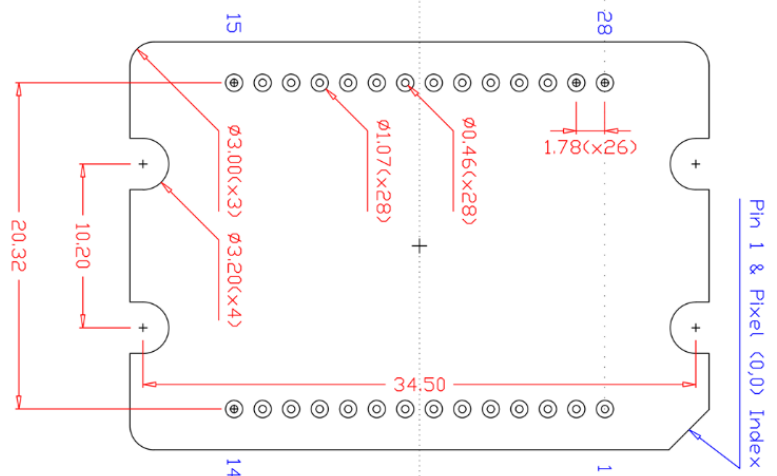 15
28
1.78(x26)
Ø3.00(x3)
Ø1.07(x28)
Ø0.46(x28)
Pin 1 & Pixel (0,0) Index
20.32
10.20
Ø3.20(x4)
34.50
14
1